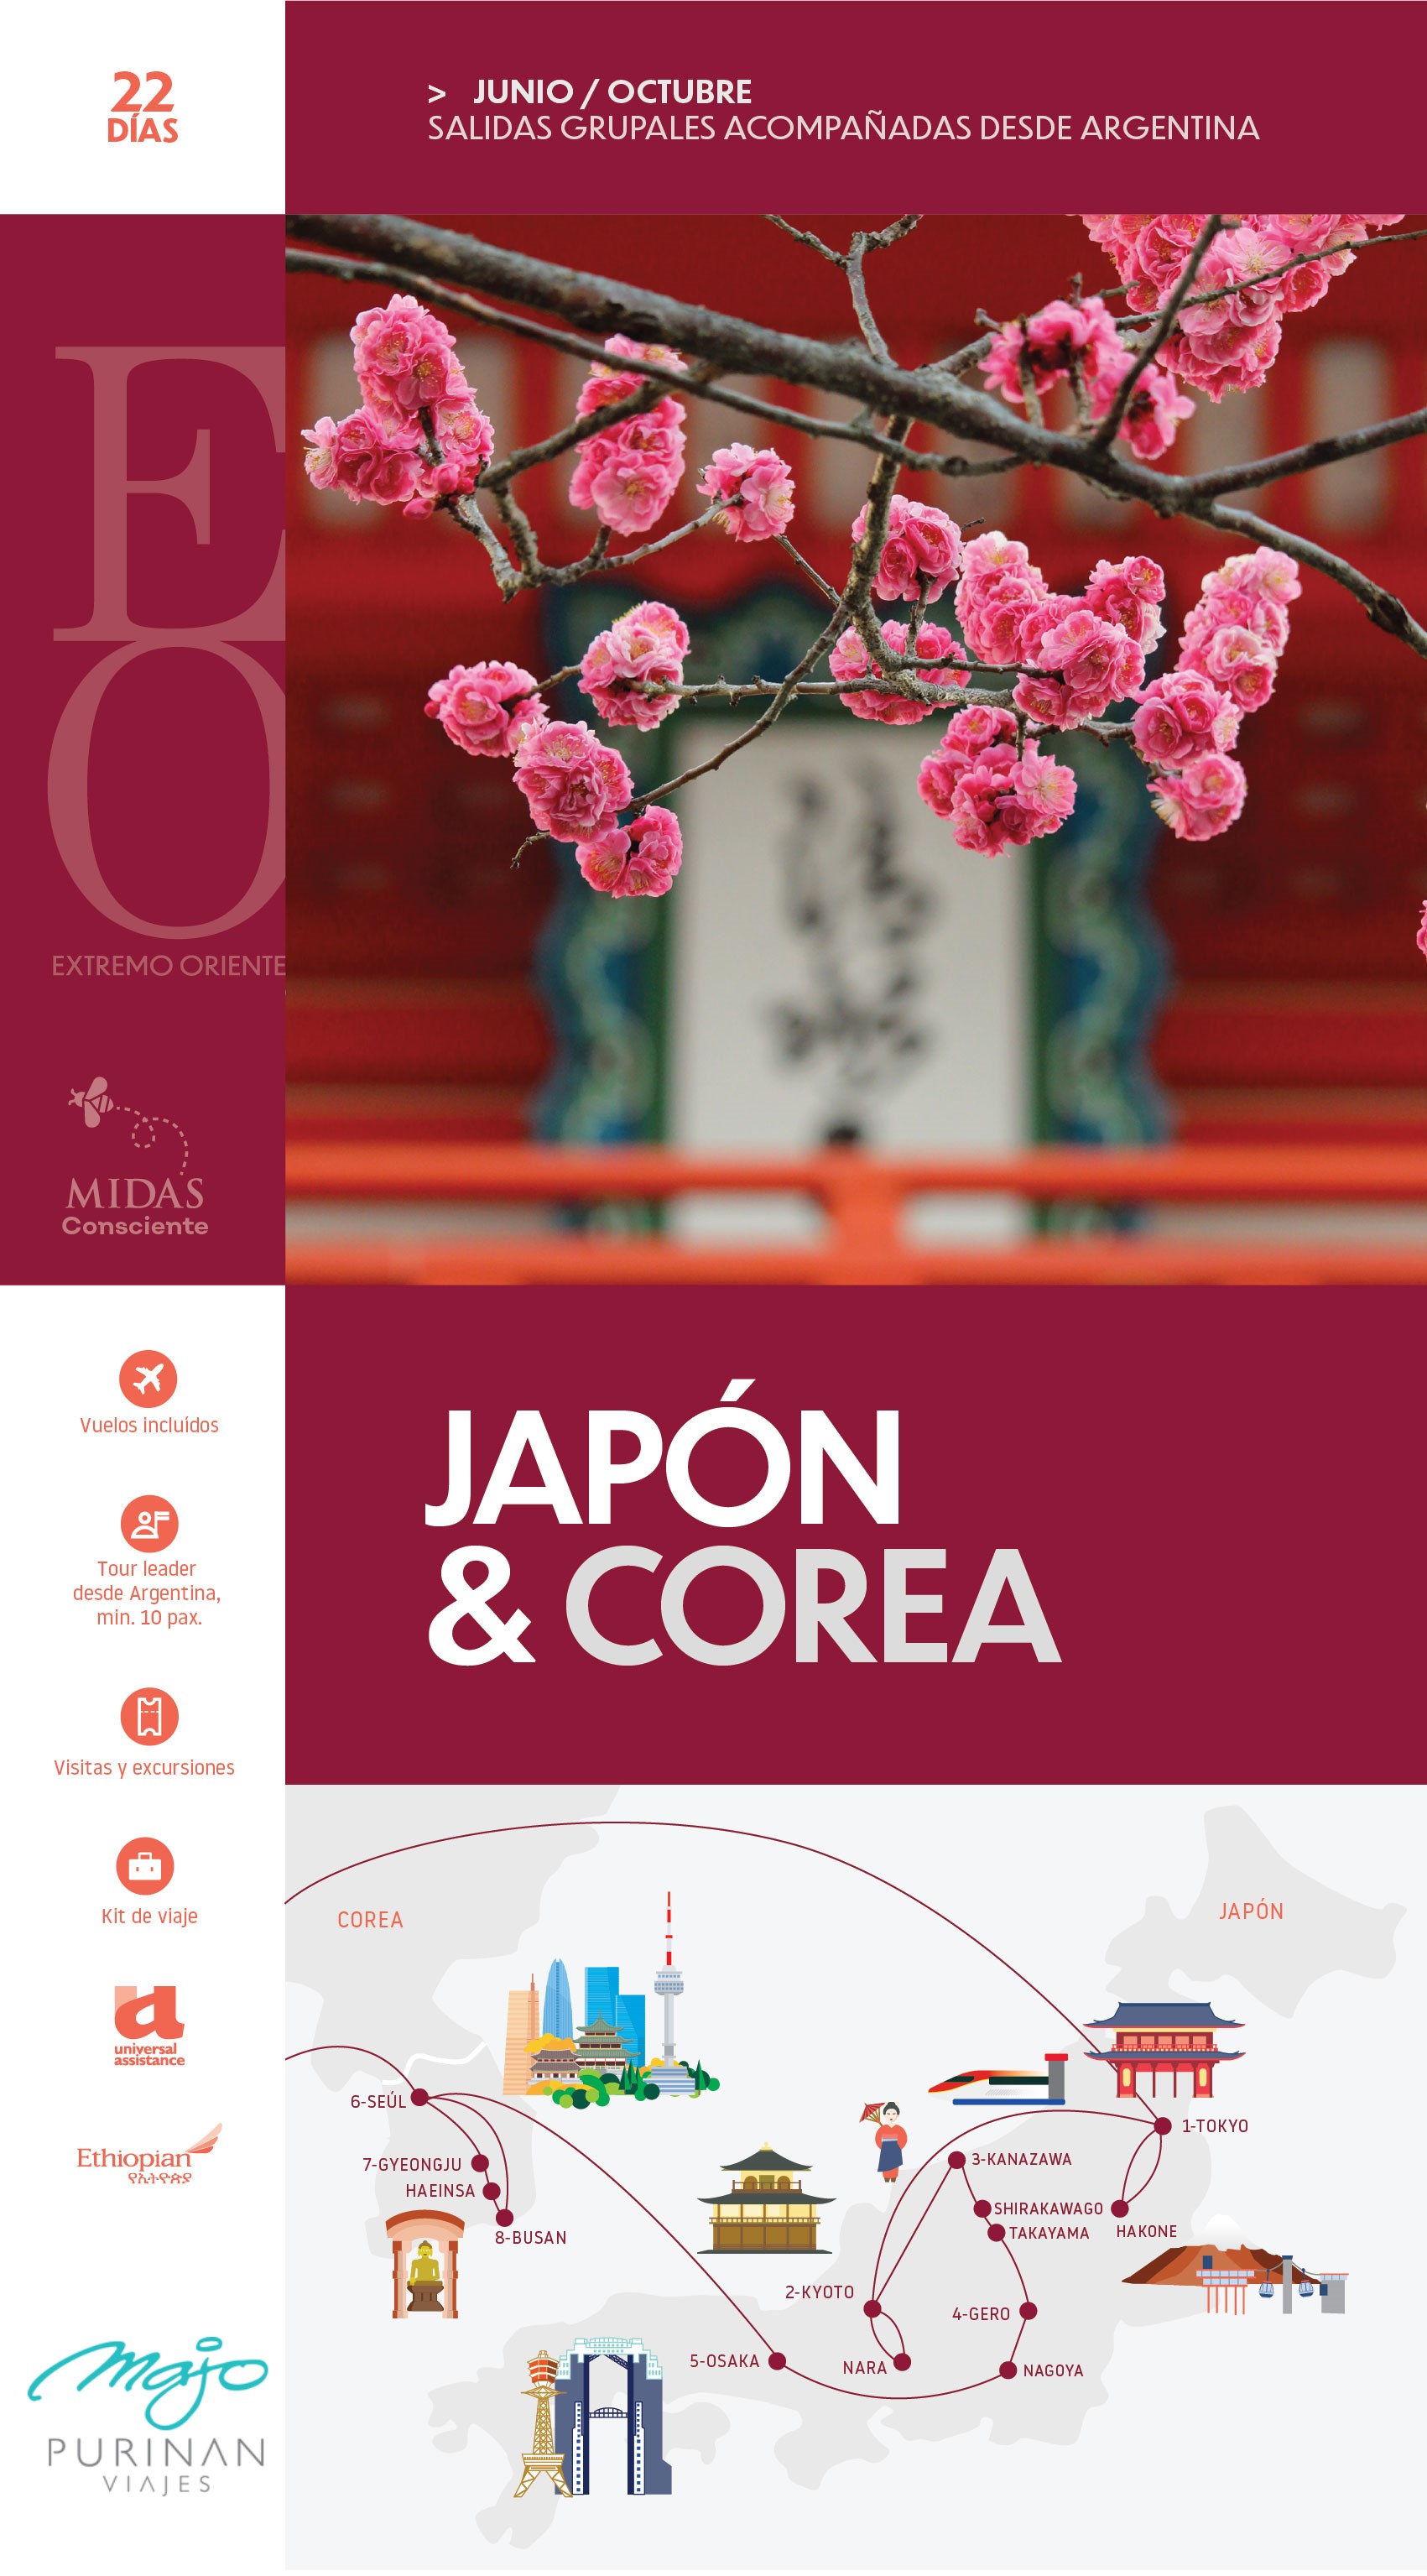 22
DÍAS
> JUNIO / OCTUBRE
SALIDAS GRUPALES ACOMPAÑADAS DESDE ARGENTINA
EO
EXTREMO ORIENTE
MIDAS
Consciente
Vuelos incluídos
Tour leader
desde Argentina,
min. 10 pax.
Visitas y excursiones
Kit de viaje
universal
assistance
Ethiopian
የኢትዮጵያ
Majo
PURINAN
VIAJES
JAPÓN
& COREA
COREA
JAPÓN
6-SEÚL
7-GYEONGJU
HAEINSA
8-BUSAN
1-TOKYO
3-KANAZAWA
SHIRAKAWAGO
TAKAYAMA
HAKONE
2-KYOTO
4-GERO
5-OSAKA
NARA
NAGOYA